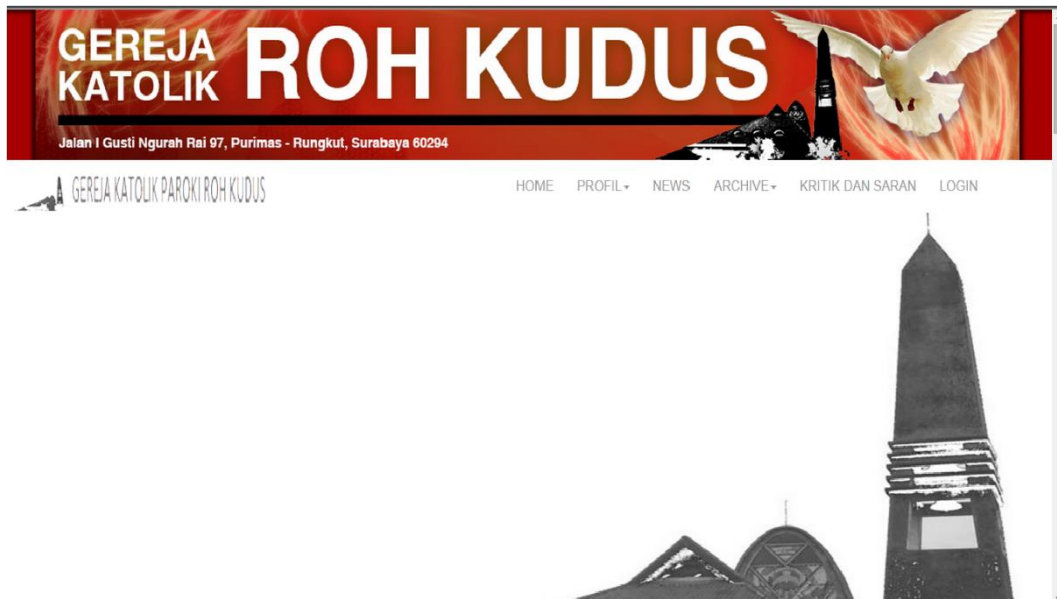 GEREJA
KATOLIK
ROH KUDUS
Jalan I Gusti Ngurah Rai 97, Purimas - Rungkut, Surabaya 60294
GEREJA KATOLIK PAROKI ROH KUDUS
HOME PROFIL NEWS ARCHIVE KRITIK DAN SARAN LOGIN